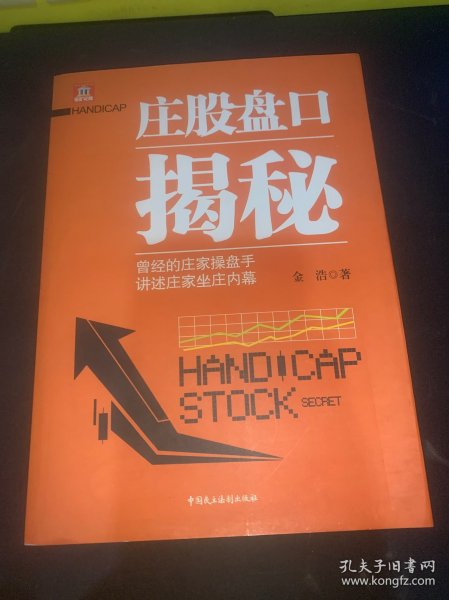 HANDICAP
庄股盘口
揭秘
曾经的庄家操盘手
讲述庄家坐庄内幕
金 浩◎著
HANDICAP
STOCK SECRET
中国民主法制出版社
孔夫子旧书网
www.kongfz.com